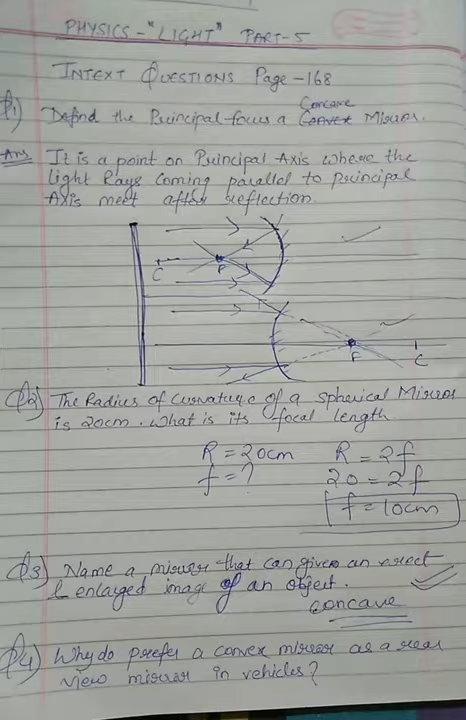 PHYSICS - "LIGHT" PART-5
INTEXT QUESTIONS Page -168
Q1) Defind the Principal focus a Concave Mirror.
Ans It is a point on Principal Axis where the
Light Rays coming parallel to principal
Axis meet after reflection.
C F
F C
Q2) The Radius of curvature of a Spherical Mirror
is 20cm. What is its focal length
R = 20cm R = 2f
f = ? 20 = 2f
f = 10cm
Q3) Name a mirror that can given an erect
& enlarged image of an object.
concave
Q4) Why do prefer a convex mirror as a rear
view mirror in vehicles?